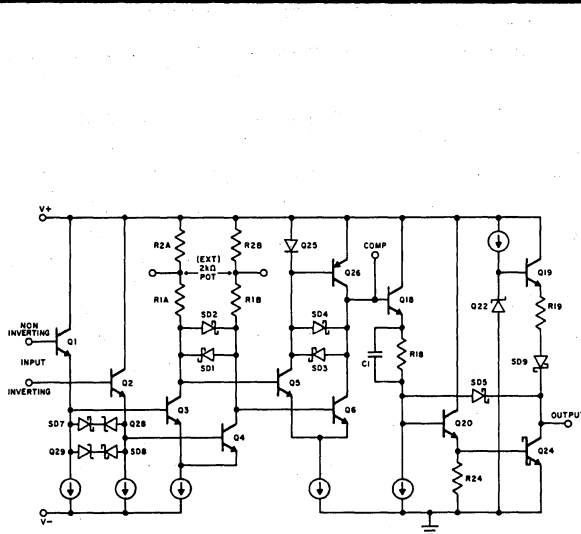 V+
R2A
(EXT)
2kΩ
POT
R2B
Q25
Q26
COMP
Q18
Q19
Q22
R1A
R1B
R19
NON
INVERTING
Q1
SD2
SD4
INPUT
SD1
SD3
C1
R18
SD9
INVERTING
Q2
Q3
Q5
SD5
OUTPUT
SD7
Q28
Q4
Q6
Q20
Q29
SD8
R24
Q24
V-